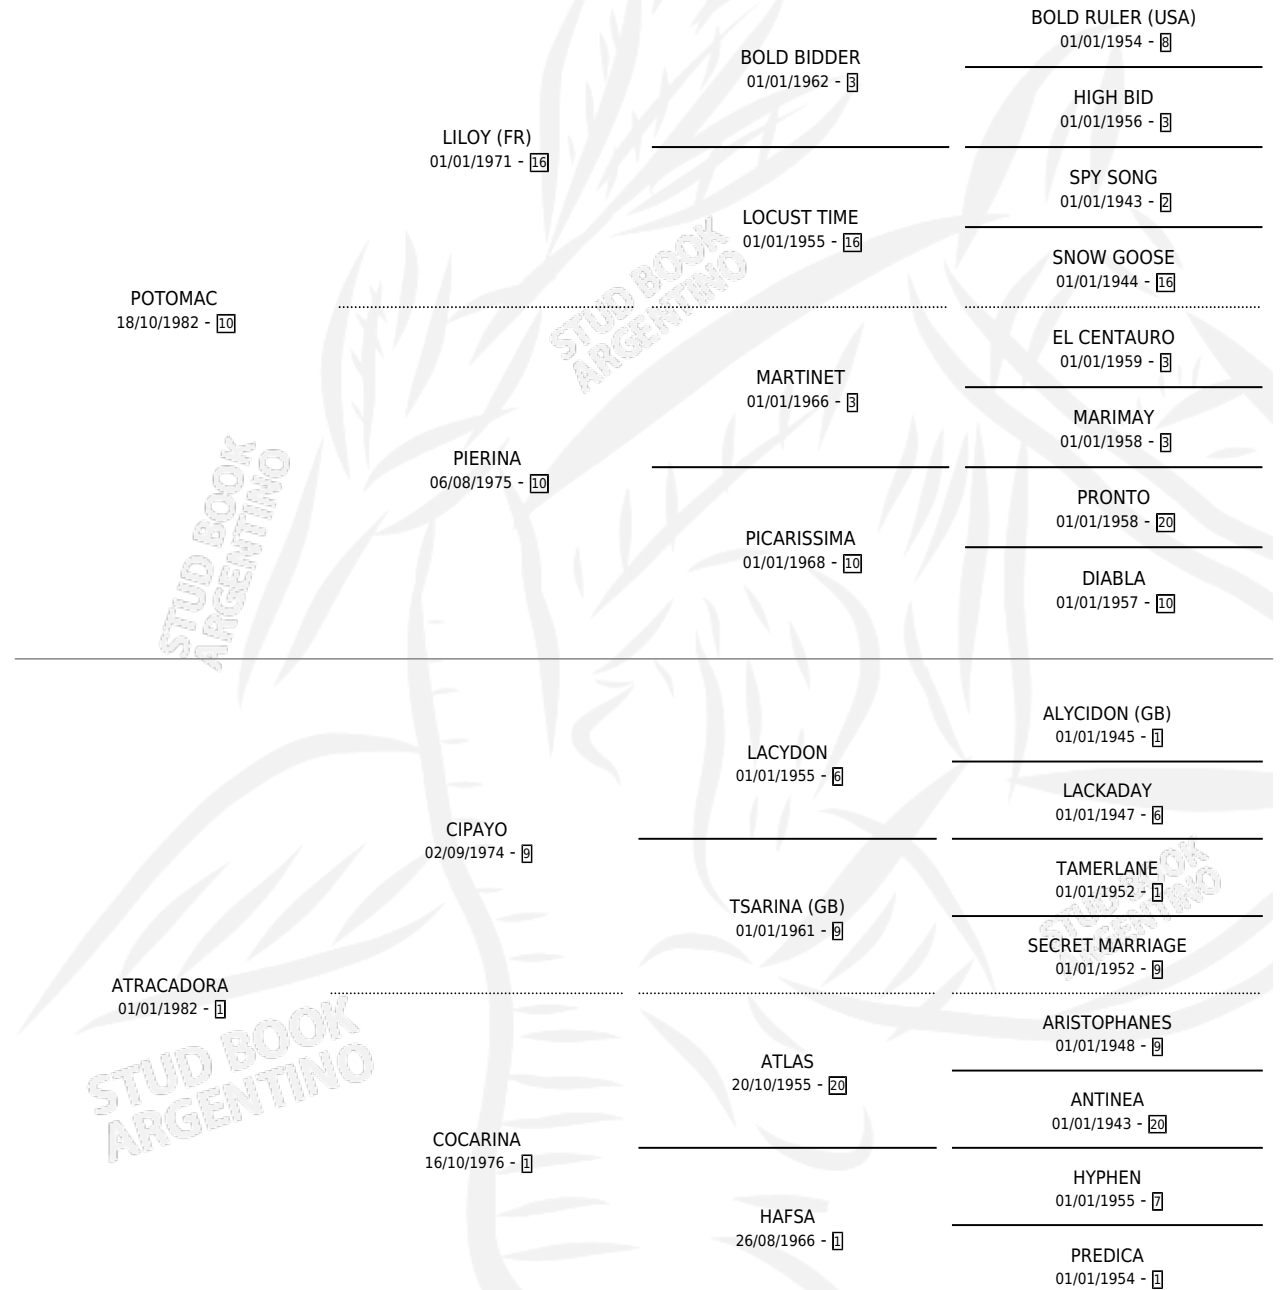 BOLD RULER (USA)
01/01/1954 - 8
BOLD BIDDER
01/01/1962 - 3
HIGH BID
01/01/1956 - 3
LILOY (FR)
01/01/1971 - 16
SPY SONG
01/01/1943 - 2
LOCUST TIME
01/01/1955 - 16
SNOW GOOSE
01/01/1944 - 16
STUD BOOK
ARGENTINO
POTOMAC
18/10/1982 - 10
EL CENTAURO
01/01/1959 - 3
MARTINET
01/01/1966 - 3
MARIMAY
01/01/1958 - 3
PIERINA
06/08/1975 - 10
PRONTO
01/01/1958 - 20
PICARISSIMA
01/01/1968 - 10
DIABLA
01/01/1957 - 10
STUD BOOK
ARGENTINO
ALYCIDON (GB)
01/01/1945 - 1
LACYDON
01/01/1955 - 6
LACKADAY
01/01/1947 - 6
CIPAYO
02/09/1974 - 9
TAMERLANE
01/01/1952 - 1
TSARINA (GB)
01/01/1961 - 9
SECRET MARRIAGE
01/01/1952 - 9
STUD BOOK
ARGENTINO
ATRACADORA
01/01/1982 - 1
ARISTOPHANES
01/01/1948 - 9
ATLAS
20/10/1955 - 20
ANTINEA
01/01/1943 - 20
STUD BOOK
ARGENTINO
COCARINA
16/10/1976 - 1
HYPHEN
01/01/1955 - 7
HAFSA
26/08/1966 - 1
PREDICA
01/01/1954 - 1